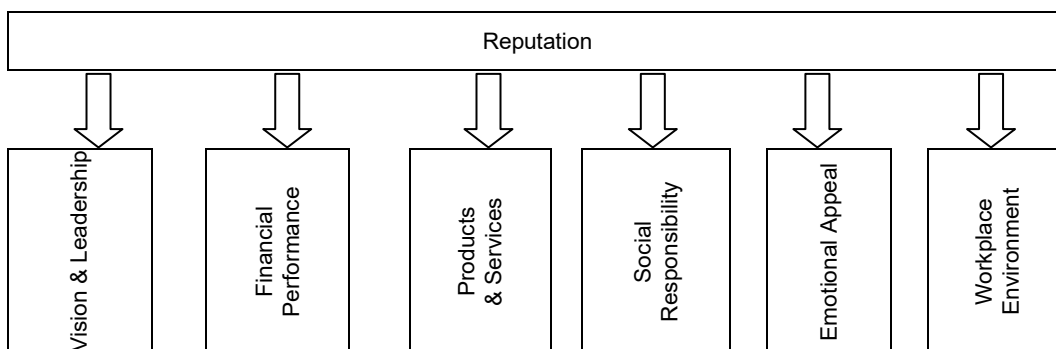 Reputation
Vision & Leadership
Financial
Performance
Products
& Services
Social
Responsibility
Emotional Appeal
Workplace
Environment